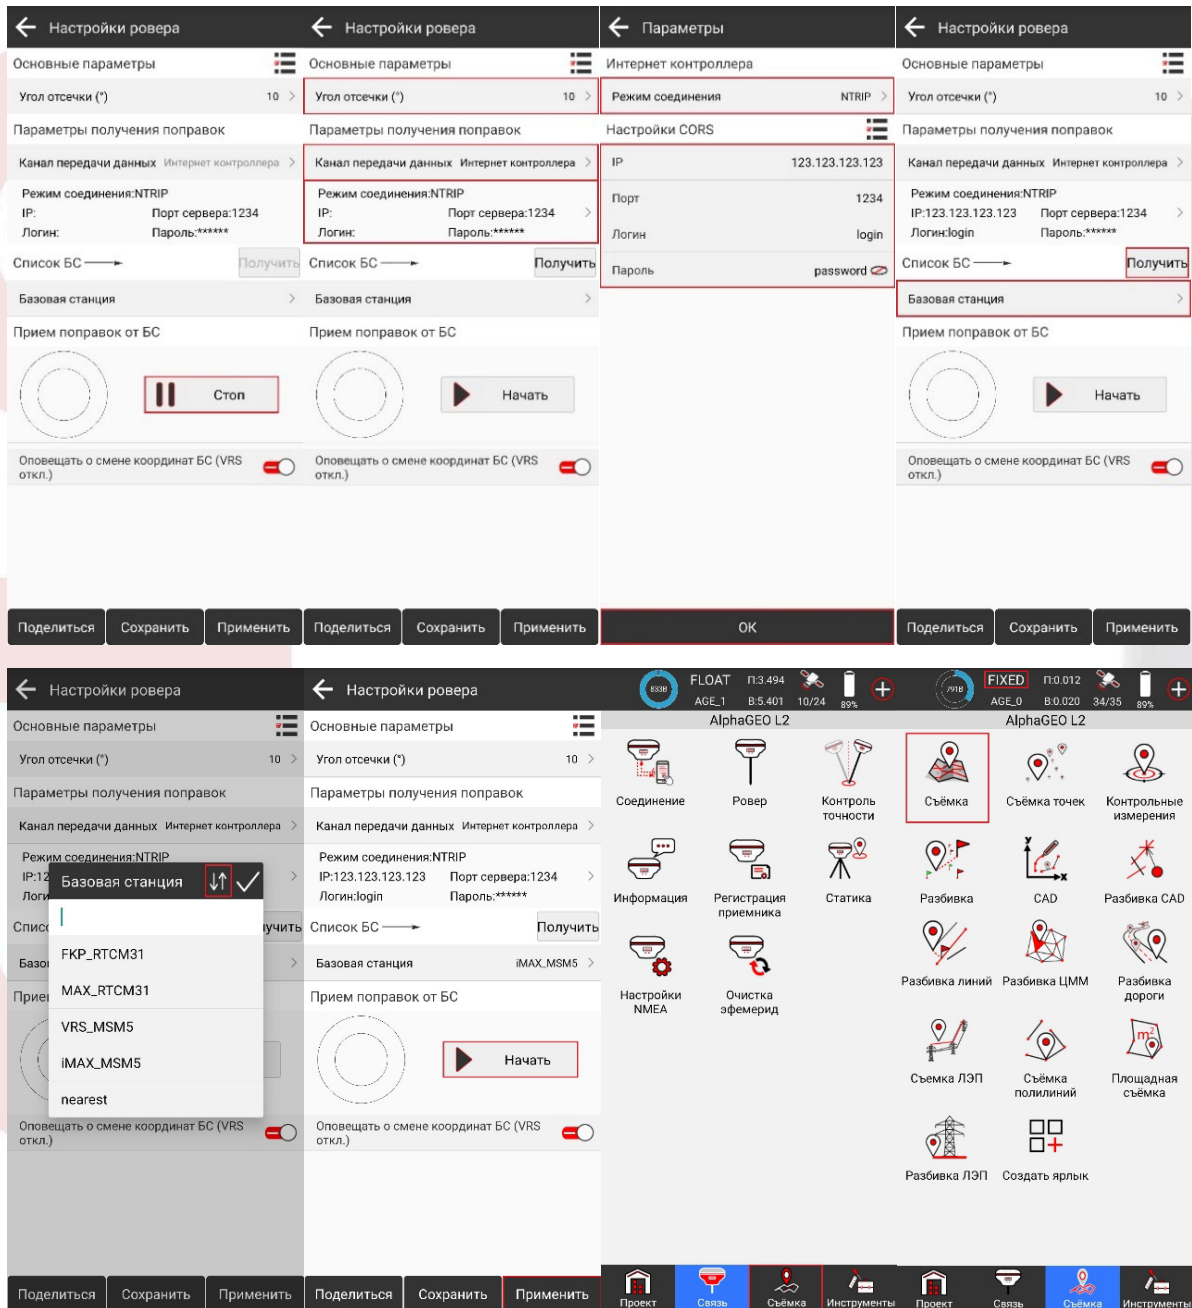 Настройки ровера
Основные параметры
Угол отсечки (°) 10
Параметры получения поправок
Канал передачи данных Интернет контроллера
Режим соединения:NTRIP
IP: Порт сервера:1234
Логин: Пароль:******
Список БС Получить
Базовая станция
Прием поправок от БС
Стоп
Оповещать о смене координат БС (VRS
откл.)
Поделиться Сохранить Применить
Настройки ровера
Основные параметры
Угол отсечки (°) 10
Параметры получения поправок
Канал передачи данных Интернет контроллера
Режим соединения:NTRIP
IP: Порт сервера:1234
Логин: Пароль:******
Список БС Получить
Базовая станция
Прием поправок от БС
Начать
Оповещать о смене координат БС (VRS
откл.)
Поделиться Сохранить Применить
Параметры
Интернет контроллера
Режим соединения NTRIP
Настройки CORS
IP 123.123.123.123
Порт 1234
Логин login
Пароль password
OK
Настройки ровера
Основные параметры
Угол отсечки (°) 10
Параметры получения поправок
Канал передачи данных Интернет контроллера
Режим соединения:NTRIP
IP:123.123.123.123 Порт сервера:1234
Логин:login Пароль:******
Список БС Получить
Базовая станция
Прием поправок от БС
Начать
Оповещать о смене координат БС (VRS
откл.)
Поделиться Сохранить Применить
Настройки ровера
Основные параметры
Угол отсечки (°) 10
Параметры получения поправок
Канал передачи данных Интернет контроллера
Режим соединения:NTRIP
IP:12
Логи
Списо лучить
Базо
Прие
Базовая станция
FKP_RTCM31
MAX_RTCM31
VRS_MSM5
iMAX_MSM5
nearest
Оповещать о смене координат БС (VRS
откл.)
Поделиться Сохранить Применить
Настройки ровера
Основные параметры
Угол отсечки (°) 10
Параметры получения поправок
Канал передачи данных Интернет контроллера
Режим соединения:NTRIP
IP:123.123.123.123 Порт сервера:1234
Логин:login Пароль:******
Список БС Получить
Базовая станция iMAX_MSM5
Прием поправок от БС
Начать
Оповещать о смене координат БС (VRS
откл.)
Поделиться Сохранить Применить
833B FLOAT П:3.494
AGE_1 В:5.401 10/24 89%
AlphaGEO L2
Соединение Ровер Контроль
точности
Информация Регистрация
приемника Статика
Настройки
NMEA Очистка
эфемерид
Проект Связь Съёмка Инструменты
791B FIXED П:0.012
AGE_0 В:0.020 34/35 89%
AlphaGEO L2
Съёмка Съёмка точек Контрольные
измерения
Разбивка CAD Разбивка CAD
Разбивка линий Разбивка ЦММ Разбивка
дороги
Съемка ЛЭП Съёмка
полилиний Площадная
съёмка
Разбивка ЛЭП Создать ярлык
Проект Связь Съёмка Инструменты